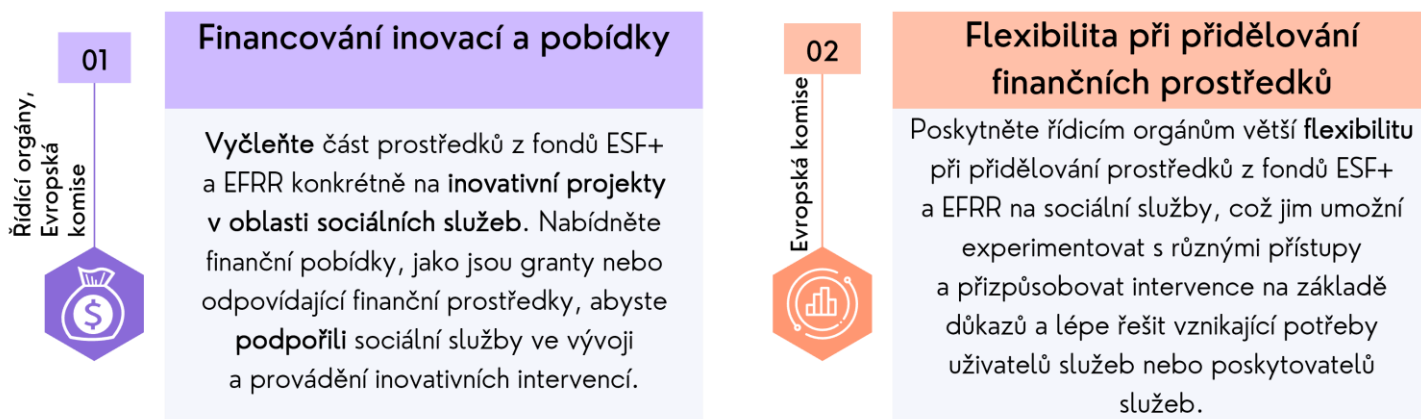 01
Řídící orgány,
Evropská
komise
Financování inovací a pobídky
Vyčleňte část prostředků z fondů ESF+
a EFRR konkrétně na inovativní projekty
v oblasti sociálních služeb. Nabídněte
finanční pobídky, jako jsou granty nebo
odpovídající finanční prostředky, abyste
podpořili sociální služby ve vývoji
a provádění inovativních intervencí.
02
Evropská komise
Flexibilita při přidělování
finančních prostředků
Poskytněte řídicím orgánům větší flexibilitu
při přidělování prostředků z fondů ESF+
a EFRR na sociální služby, což jim umožní
experimentovat s různými přístupy
a přizpůsobovat intervence na základě
důkazů a lépe řešit vznikající potřeby
uživatelů služeb nebo poskytovatelů
služeb.